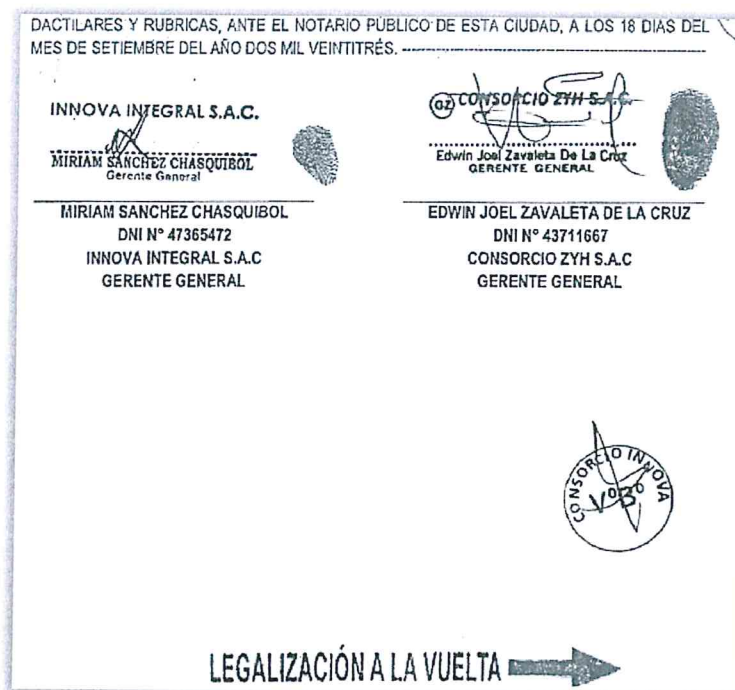 DACTILARES Y RUBRICAS, ANTE EL NOTARIO PÚBLICO DE ESTA CIUDAD, A LOS 18 DIAS DEL
MES DE SETIEMBRE DEL AÑO DOS MIL VEINTITRÉS.
INNOVA INTEGRAL S.A.C.
MIRIAM SANCHEZ CHASQUIBOL
Gerente General
GZ CONSORCIO ZYH S.A.C.
Edwin Joel Zavaleta De La Cruz
GERENTE GENERAL
MIRIAM SANCHEZ CHASQUIBOL
DNI N° 47365472
INNOVA INTEGRAL S.A.C
GERENTE GENERAL
EDWIN JOEL ZAVALETA DE LA CRUZ
DNI N° 43711667
CONSORCIO ZYH S.A.C
GERENTE GENERAL
CONSORCIO INNOVA
V°B°
LEGALIZACIÓN A LA VUELTA